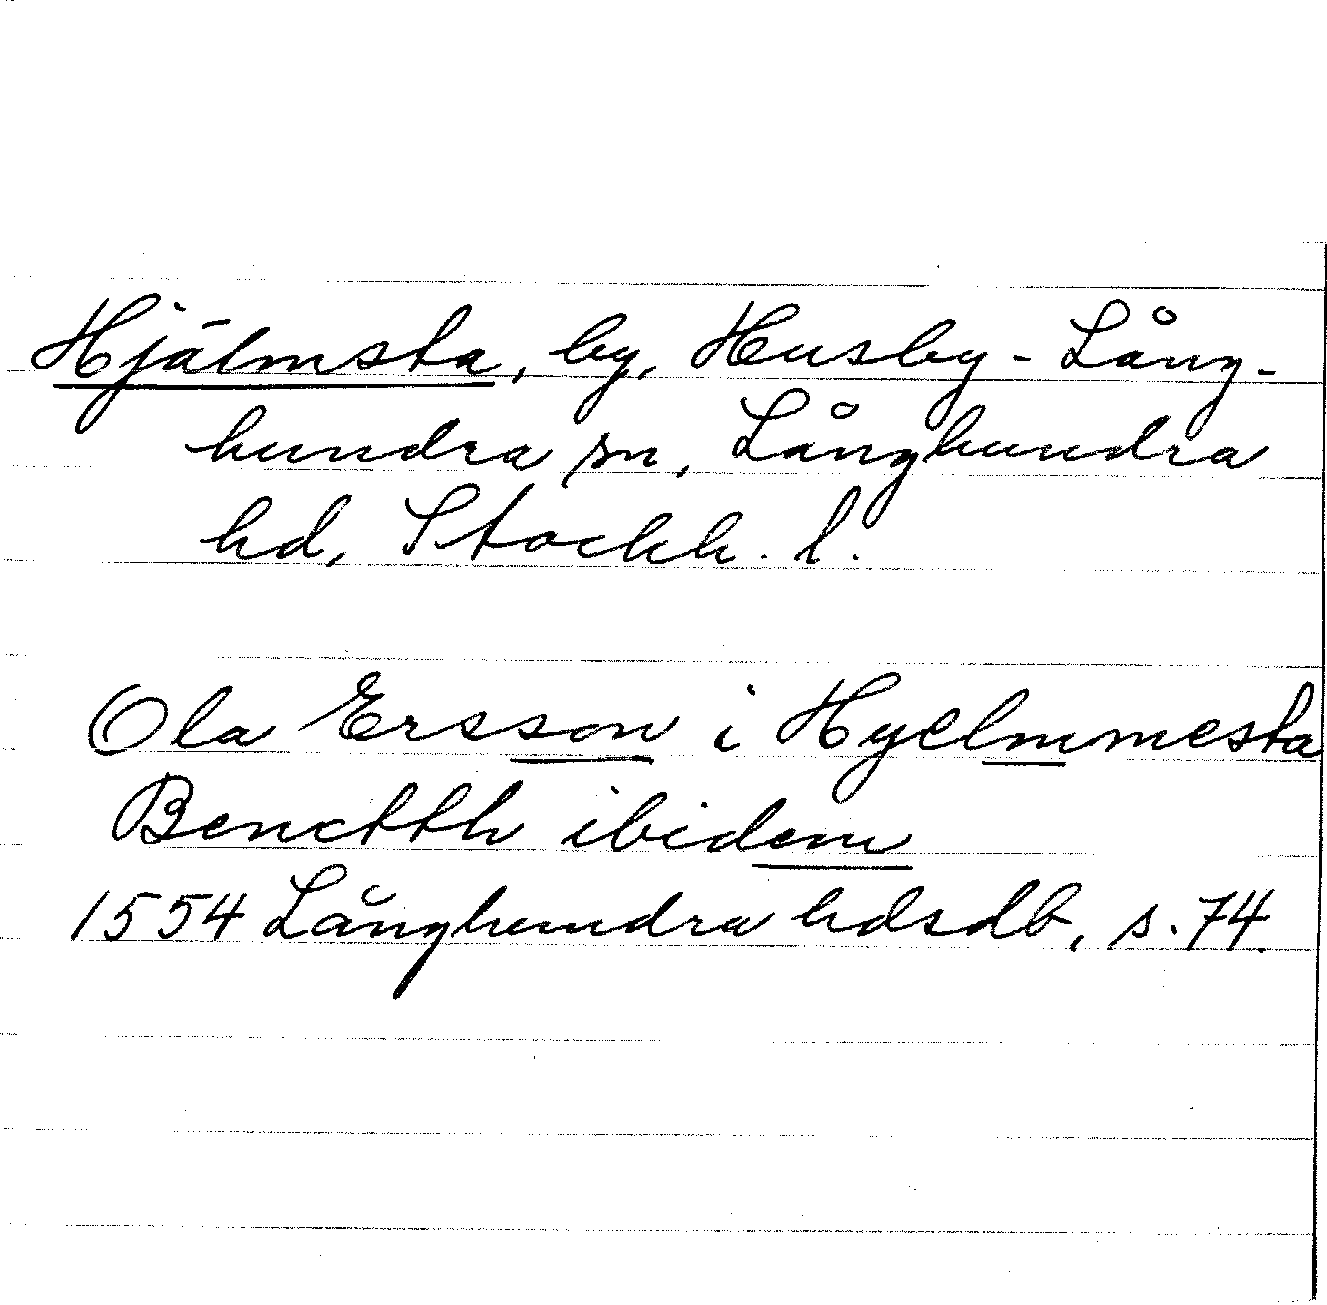 Hjälmsta, by, Husby-Lång-
hundra sn, Långhundra
hd, Stockh. l.
Ola Ersson i Hyelmmesta
Benctth ibidem
1554 Långhundra hdsdb, s. 74.